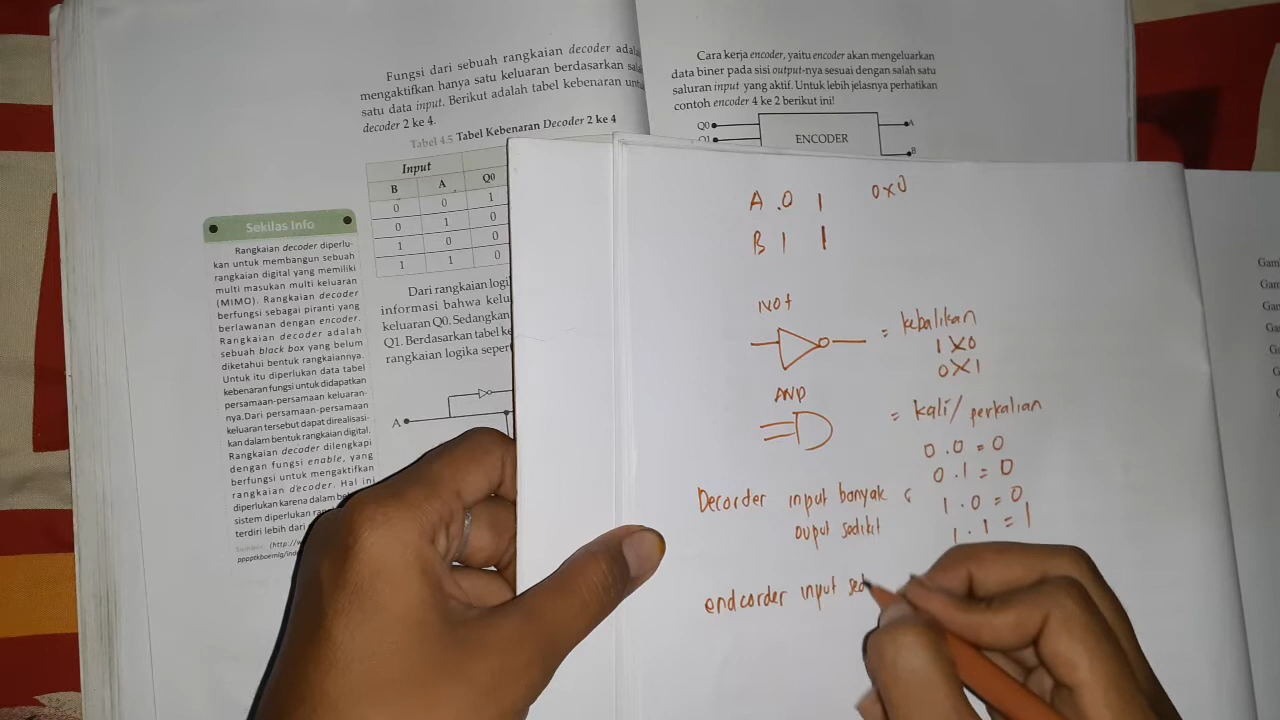 Fungsi dari sebuah rangkaian decoder
mengaktifkan hanya satu keluaran berdasarkan
satu data input. Berikut adalah tabel kebenaran
decoder 2 ke 4.
Tabel 4.5 Tabel Kebenaran Decoder 2 ke 4
Input
B A Q0
0 0 1
0 1 0
1 0 0
1 1 0
Sekilas Info
Rangkaian decoder diperlu-
kan untuk membangun sebuah
rangkaian digital yang memiliki
multi masukan multi keluaran
(MIMO). Rangkaian decoder
berfungsi sebagai piranti yang
berlawanan dengan encoder.
Rangkaian decoder adalah
sebuah black box yang belum
diketahui bentuk rangkaiannya.
Untuk itu diperlukan data tabel
kebenaran fungsi untuk didapatkan
persamaan-persamaan keluaran-
nya. Dari persamaan-persamaan
keluaran tersebut dapat direalisasi-
kan dalam bentuk rangkaian digital.
Rangkaian decoder dilengkapi
dengan fungsi enable, yang
berfungsi untuk mengaktifkan
rangkaian decoder. Hal ini
diperlukan karena dalam
sistem diperlukan
terdiri lebih dari
Dari rangkaian
informasi bahwa
keluaran Q0. Sedangkan
Q1. Berdasarkan tabel
rangkaian logika
A
Cara kerja encoder, yaitu encoder akan mengeluarkan
data biner pada sisi output-nya sesuai dengan salah satu
saluran input yang aktif. Untuk lebih jelasnya perhatikan
contoh encoder 4 ke 2 berikut ini!
Q0 ENCODER A
Q1 B
A 0 1 0x0
B 1 1
NOT
= kebalikan
1 X 0
0 X 1
AND
= kali/perkalian
0.0 = 0
0.1 = 0
1.0 = 0
1.1 = 1
Decorder input banyak
ouput sedikit
endcorder input sed